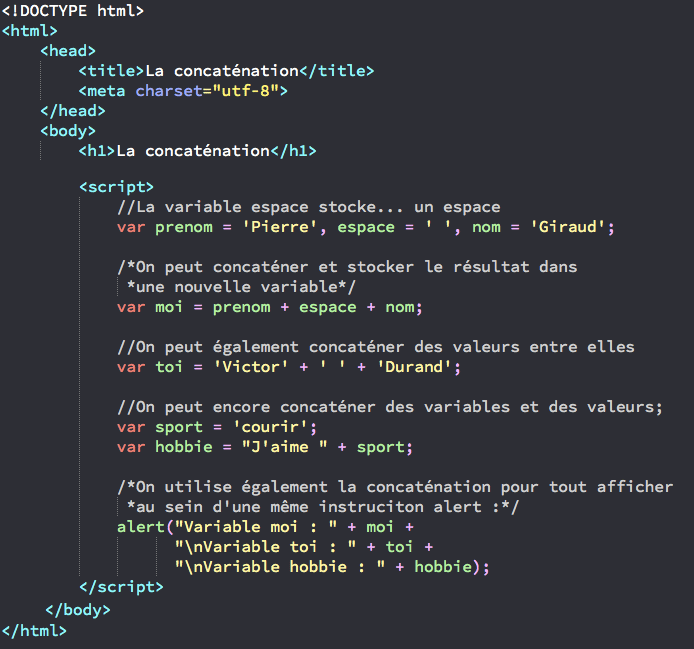 <!DOCTYPE html>
<html>
<head>
<title>La concaténation</title>
<meta charset="utf-8">
</head>
<body>
<h1>La concaténation</h1>
<script>
//La variable espace stocke... un espace
var prenom = 'Pierre', espace = ' ', nom = 'Giraud';
/*On peut concaténer et stocker le résultat dans
*une nouvelle variable*/
var moi = prenom + espace + nom;
//On peut également concaténer des valeurs entre elles
var toi = 'Victor' + ' ' + 'Durand';
//On peut encore concaténer des variables et des valeurs;
var sport = 'courir';
var hobbie = "J'aime " + sport;
/*On utilise également la concaténation pour tout afficher
*au sein d'une même instruciton alert :*/
alert("Variable moi : " + moi +
"\nVariable toi : " + toi +
"\nVariable hobbie : " + hobbie);
</script>
</body>
</html>